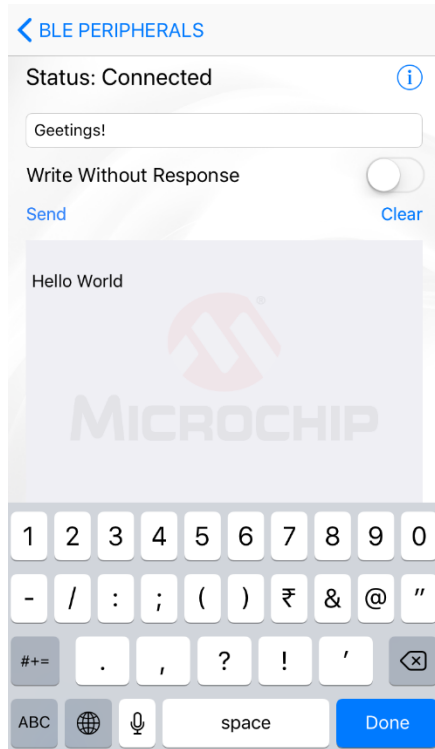 BLE PERIPHERALS
Status: Connected
Geetings!
Write Without Response
Send Clear
Hello World
MICROCHIP
1 2 3 4 5 6 7 8 9 0
- / : ; ( ) ₹ & @ "
#+= . , ? ! '
ABC space Done